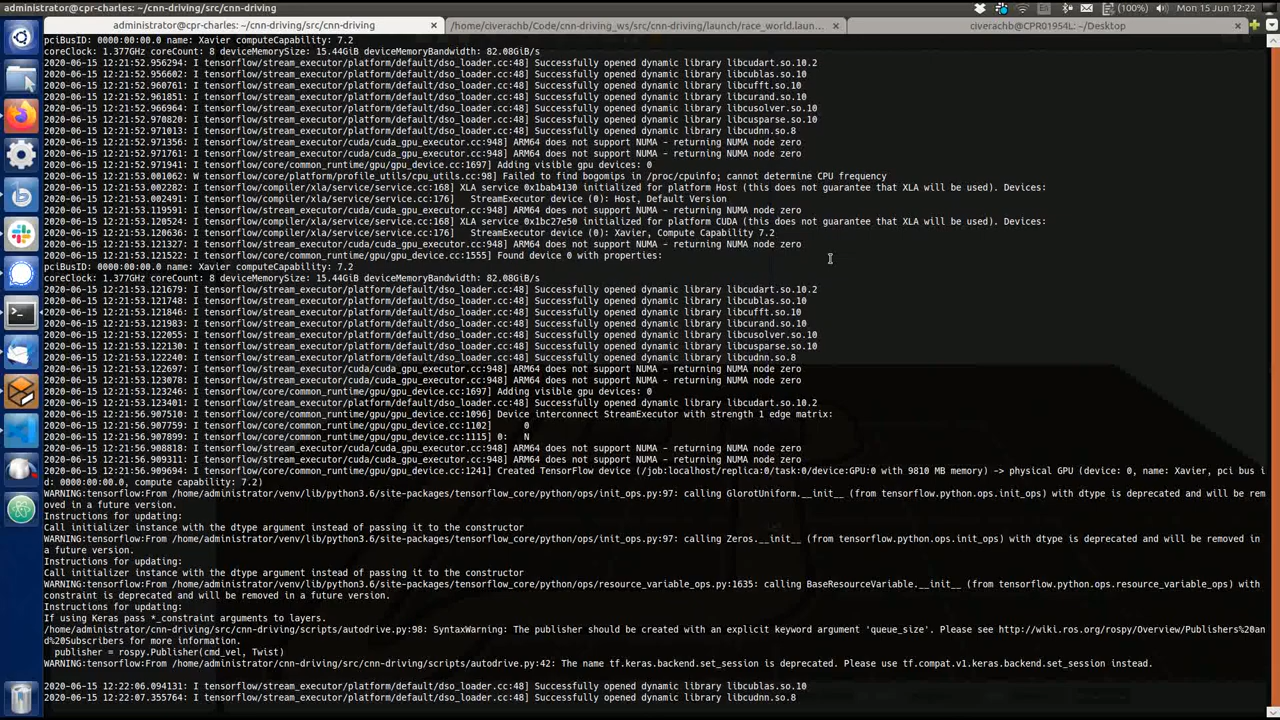 administrator@cpr-charles: ~/cnn-driving/src/cnn-driving
(100%) Mon 15 Jun 12:22
administrator@cpr-charles: ~/cnn-driving/src/cnn-driving
/home/civerachb/Code/cnn-driving_ws/src/cnn-driving/launch/race_world.laun...
civerachb@CPR01954L: ~/Desktop
pciBusID: 0000:00:00.0 name: Xavier computeCapability: 7.2
coreClock: 1.377GHz coreCount: 8 deviceMemorySize: 15.44GiB deviceMemoryBandwidth: 82.08GiB/s
2020-06-15 12:21:52.956294: I tensorflow/stream_executor/platform/default/dso_loader.cc:48] Successfully opened dynamic library libcudart.so.10.2
2020-06-15 12:21:52.956602: I tensorflow/stream_executor/platform/default/dso_loader.cc:48] Successfully opened dynamic library libcublas.so.10
2020-06-15 12:21:52.960761: I tensorflow/stream_executor/platform/default/dso_loader.cc:48] Successfully opened dynamic library libcufft.so.10
2020-06-15 12:21:52.961851: I tensorflow/stream_executor/platform/default/dso_loader.cc:48] Successfully opened dynamic library libcurand.so.10
2020-06-15 12:21:52.966964: I tensorflow/stream_executor/platform/default/dso_loader.cc:48] Successfully opened dynamic library libcusolver.so.10
2020-06-15 12:21:52.970820: I tensorflow/stream_executor/platform/default/dso_loader.cc:48] Successfully opened dynamic library libcusparse.so.10
2020-06-15 12:21:52.971013: I tensorflow/stream_executor/platform/default/dso_loader.cc:48] Successfully opened dynamic library libcudnn.so.8
2020-06-15 12:21:52.971356: I tensorflow/stream_executor/cuda/cuda_gpu_executor.cc:948] ARM64 does not support NUMA - returning NUMA node zero
2020-06-15 12:21:52.971761: I tensorflow/stream_executor/cuda/cuda_gpu_executor.cc:948] ARM64 does not support NUMA - returning NUMA node zero
2020-06-15 12:21:52.971941: I tensorflow/core/common_runtime/gpu/gpu_device.cc:1697] Adding visible gpu devices: 0
2020-06-15 12:21:53.001062: W tensorflow/core/platform/profile_utils/cpu_utils.cc:98] Failed to find bogomips in /proc/cpuinfo; cannot determine CPU frequency
2020-06-15 12:21:53.002282: I tensorflow/compiler/xla/service/service.cc:168] XLA service 0x1bab4130 initialized for platform Host (this does not guarantee that XLA will be used). Devices:
2020-06-15 12:21:53.002491: I tensorflow/compiler/xla/service/service.cc:176]   StreamExecutor device (0): Host, Default Version
2020-06-15 12:21:53.119591: I tensorflow/stream_executor/cuda/cuda_gpu_executor.cc:948] ARM64 does not support NUMA - returning NUMA node zero
2020-06-15 12:21:53.120524: I tensorflow/compiler/xla/service/service.cc:168] XLA service 0x1bc27e50 initialized for platform CUDA (this does not guarantee that XLA will be used). Devices:
2020-06-15 12:21:53.120636: I tensorflow/compiler/xla/service/service.cc:176]   StreamExecutor device (0): Xavier, Compute Capability 7.2
2020-06-15 12:21:53.121327: I tensorflow/stream_executor/cuda/cuda_gpu_executor.cc:948] ARM64 does not support NUMA - returning NUMA node zero
2020-06-15 12:21:53.121522: I tensorflow/core/common_runtime/gpu/gpu_device.cc:1555] Found device 0 with properties:
pciBusID: 0000:00:00.0 name: Xavier computeCapability: 7.2
coreClock: 1.377GHz coreCount: 8 deviceMemorySize: 15.44GiB deviceMemoryBandwidth: 82.08GiB/s
2020-06-15 12:21:53.121679: I tensorflow/stream_executor/platform/default/dso_loader.cc:48] Successfully opened dynamic library libcudart.so.10.2
2020-06-15 12:21:53.121748: I tensorflow/stream_executor/platform/default/dso_loader.cc:48] Successfully opened dynamic library libcublas.so.10
2020-06-15 12:21:53.121846: I tensorflow/stream_executor/platform/default/dso_loader.cc:48] Successfully opened dynamic library libcufft.so.10
2020-06-15 12:21:53.121983: I tensorflow/stream_executor/platform/default/dso_loader.cc:48] Successfully opened dynamic library libcurand.so.10
2020-06-15 12:21:53.122055: I tensorflow/stream_executor/platform/default/dso_loader.cc:48] Successfully opened dynamic library libcusolver.so.10
2020-06-15 12:21:53.122130: I tensorflow/stream_executor/platform/default/dso_loader.cc:48] Successfully opened dynamic library libcusparse.so.10
2020-06-15 12:21:53.122240: I tensorflow/stream_executor/platform/default/dso_loader.cc:48] Successfully opened dynamic library libcudnn.so.8
2020-06-15 12:21:53.122697: I tensorflow/stream_executor/cuda/cuda_gpu_executor.cc:948] ARM64 does not support NUMA - returning NUMA node zero
2020-06-15 12:21:53.123078: I tensorflow/stream_executor/cuda/cuda_gpu_executor.cc:948] ARM64 does not support NUMA - returning NUMA node zero
2020-06-15 12:21:53.123246: I tensorflow/core/common_runtime/gpu/gpu_device.cc:1697] Adding visible gpu devices: 0
2020-06-15 12:21:53.123401: I tensorflow/stream_executor/platform/default/dso_loader.cc:48] Successfully opened dynamic library libcudart.so.10.2
2020-06-15 12:21:56.907510: I tensorflow/core/common_runtime/gpu/gpu_device.cc:1096] Device interconnect StreamExecutor with strength 1 edge matrix:
2020-06-15 12:21:56.907759: I tensorflow/core/common_runtime/gpu/gpu_device.cc:1102]      0
2020-06-15 12:21:56.907899: I tensorflow/core/common_runtime/gpu/gpu_device.cc:1115] 0:   N
2020-06-15 12:21:56.908818: I tensorflow/stream_executor/cuda/cuda_gpu_executor.cc:948] ARM64 does not support NUMA - returning NUMA node zero
2020-06-15 12:21:56.909311: I tensorflow/stream_executor/cuda/cuda_gpu_executor.cc:948] ARM64 does not support NUMA - returning NUMA node zero
2020-06-15 12:21:56.909694: I tensorflow/core/common_runtime/gpu/gpu_device.cc:1241] Created TensorFlow device (/job:localhost/replica:0/task:0/device:GPU:0 with 9810 MB memory) -> physical GPU (device: 0, name: Xavier, pci bus i
d: 0000:00:00.0, compute capability: 7.2)
WARNING:tensorflow:From /home/administrator/venv/lib/python3.6/site-packages/tensorflow_core/python/ops/init_ops.py:97: calling GlorotUniform.__init__ (from tensorflow.python.ops.init_ops) with dtype is deprecated and will be rem
oved in a future version.
Instructions for updating:
Call initializer instance with the dtype argument instead of passing it to the constructor
WARNING:tensorflow:From /home/administrator/venv/lib/python3.6/site-packages/tensorflow_core/python/ops/init_ops.py:97: calling Zeros.__init__ (from tensorflow.python.ops.init_ops) with dtype is deprecated and will be removed in
a future version.
Instructions for updating:
Call initializer instance with the dtype argument instead of passing it to the constructor
WARNING:tensorflow:From /home/administrator/venv/lib/python3.6/site-packages/tensorflow_core/python/ops/resource_variable_ops.py:1635: calling BaseResourceVariable.__init__ (from tensorflow.python.ops.resource_variable_ops) with
constraint is deprecated and will be removed in a future version.
Instructions for updating:
If using Keras pass *_constraint arguments to layers.
/home/administrator/cnn-driving/src/cnn-driving/scripts/autodrive.py:98: SyntaxWarning: The publisher should be created with an explicit keyword argument 'queue_size'. Please see http://wiki.ros.org/rospy/Overview/Publishers%20an
d%20Subscribers for more information.
  publisher = rospy.Publisher(cmd_vel, Twist)
WARNING:tensorflow:From /home/administrator/cnn-driving/src/cnn-driving/scripts/autodrive.py:42: The name tf.keras.backend.set_session is deprecated. Please use tf.compat.v1.keras.backend.set_session instead.
2020-06-15 12:22:06.094131: I tensorflow/stream_executor/platform/default/dso_loader.cc:48] Successfully opened dynamic library libcublas.so.10
2020-06-15 12:22:07.355764: I tensorflow/stream_executor/platform/default/dso_loader.cc:48] Successfully opened dynamic library libcudnn.so.8